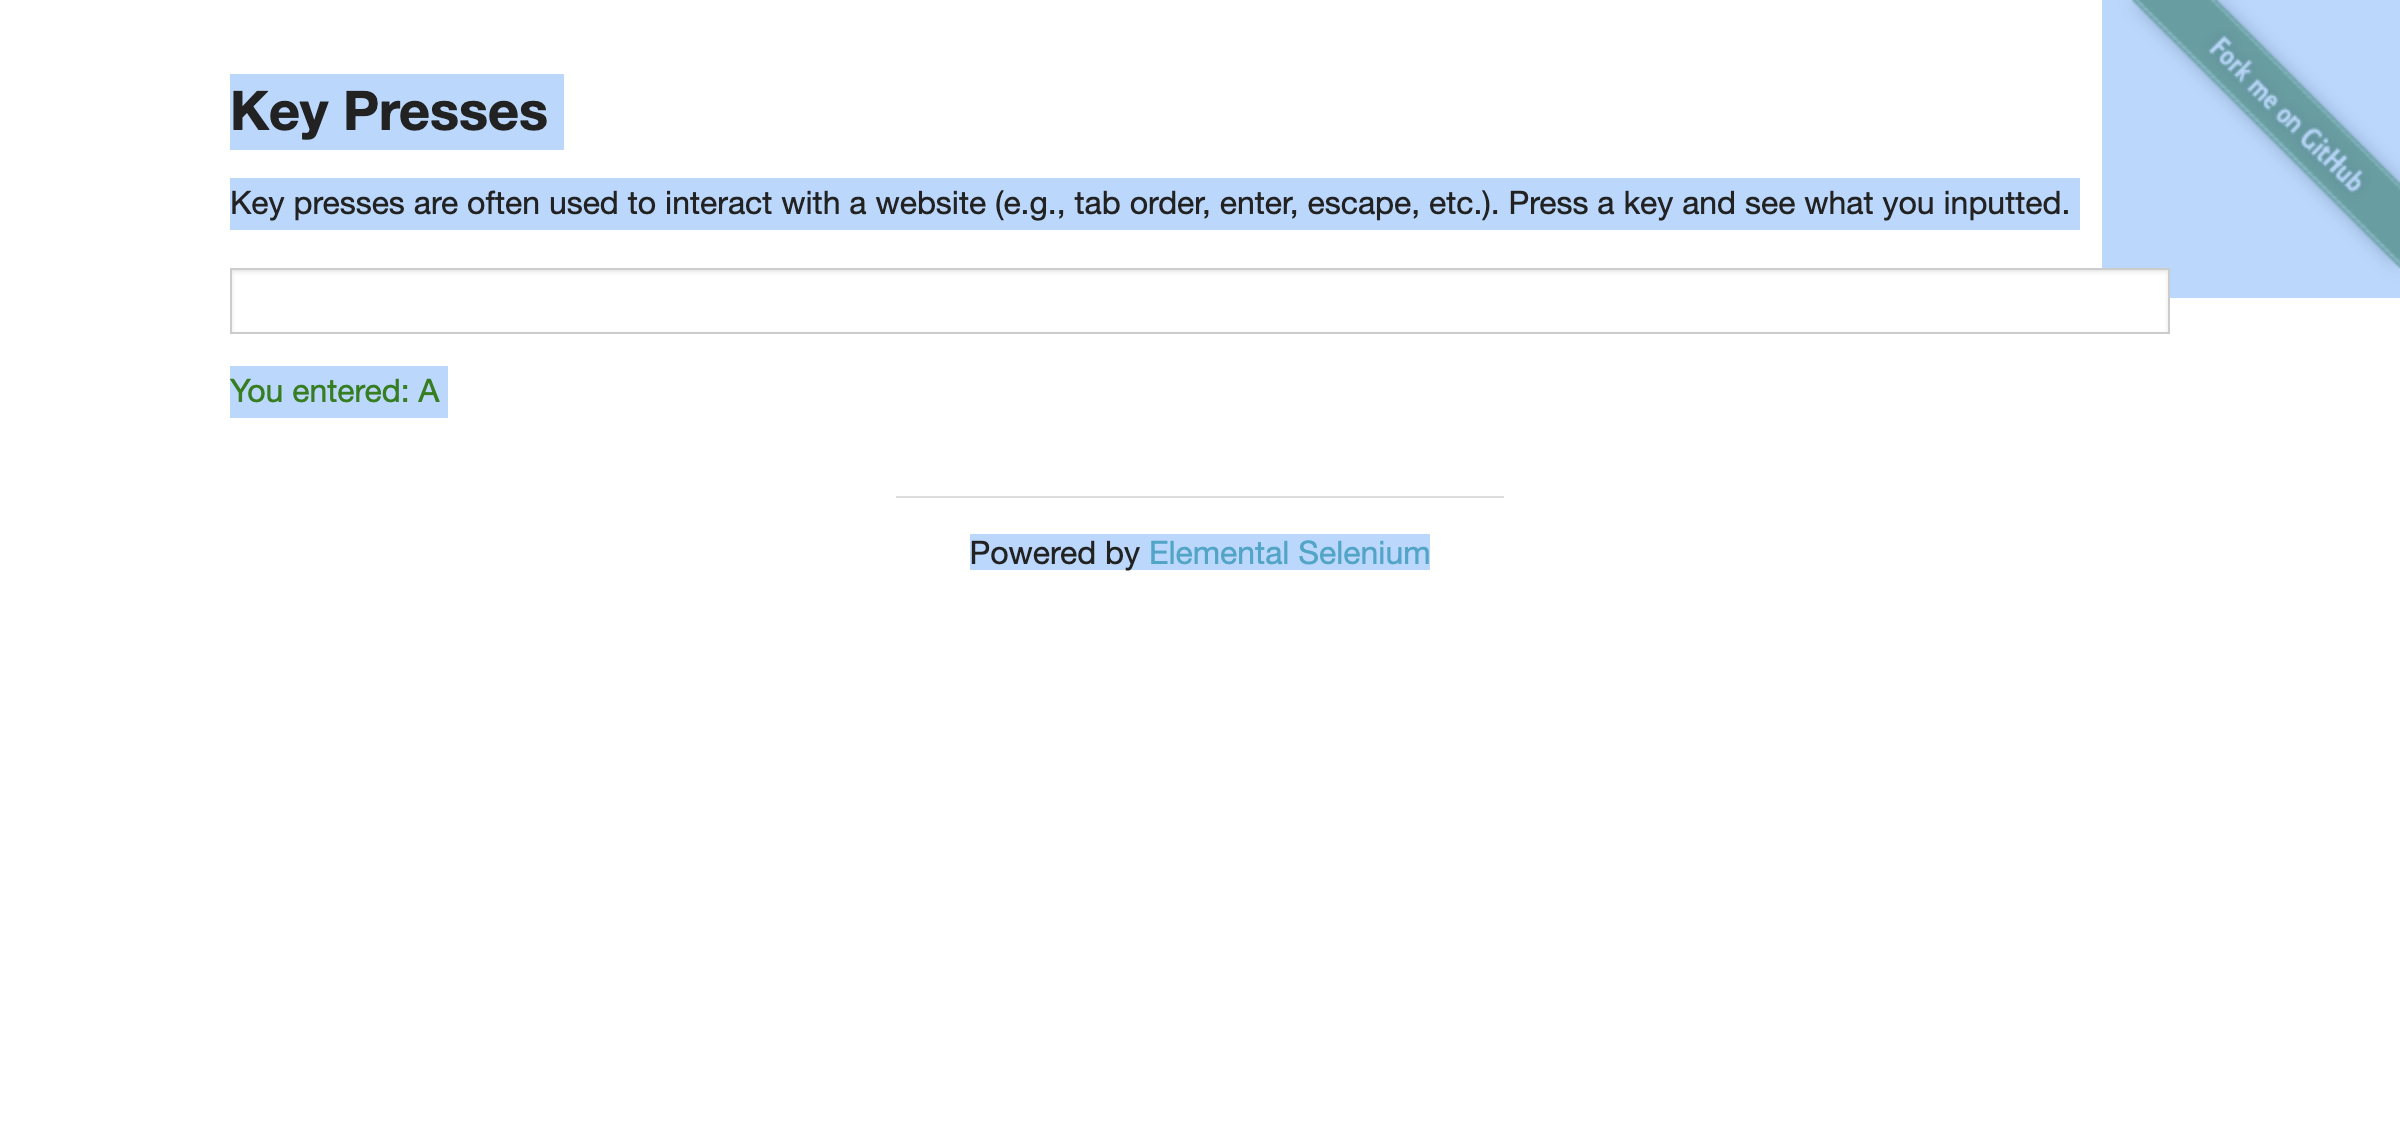 Fork me on GitHub
Key Presses
Key presses are often used to interact with a website (e.g., tab order, enter, escape, etc.). Press a key and see what you inputted.
You entered: A
Powered by Elemental Selenium